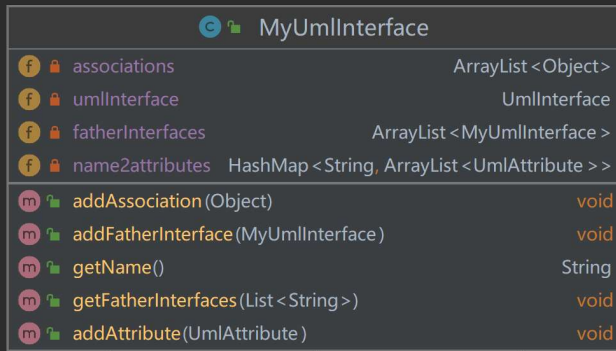 C MyUmlInterface
f associations ArrayList<Object>
f umlInterface UmlInterface
f fatherInterfaces ArrayList<MyUmlInterface>
f name2attributes HashMap<String, ArrayList<UmlAttribute>>
m addAssociation(Object) void
m addFatherInterface(MyUmlInterface) void
m getName() String
m getFatherInterfaces(List<String>) void
m addAttribute(UmlAttribute) void